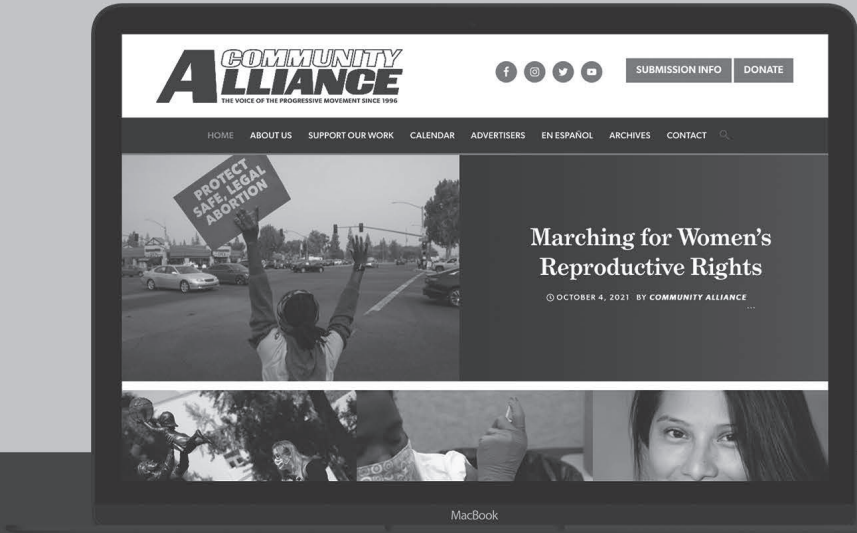 COMMUNITY
ALLIANCE
THE VOICE OF THE PROGRESSIVE MOVEMENT SINCE 1996
SUBMISSION INFO DONATE
HOME ABOUT US SUPPORT OUR WORK CALENDAR ADVERTISERS EN ESPAÑOL ARCHIVES CONTACT
PROTECT
SAFE, LEGAL
ABORTION
Marching for Women's
Reproductive Rights
OCTOBER 4, 2021 BY COMMUNITY ALLIANCE
...
MacBook